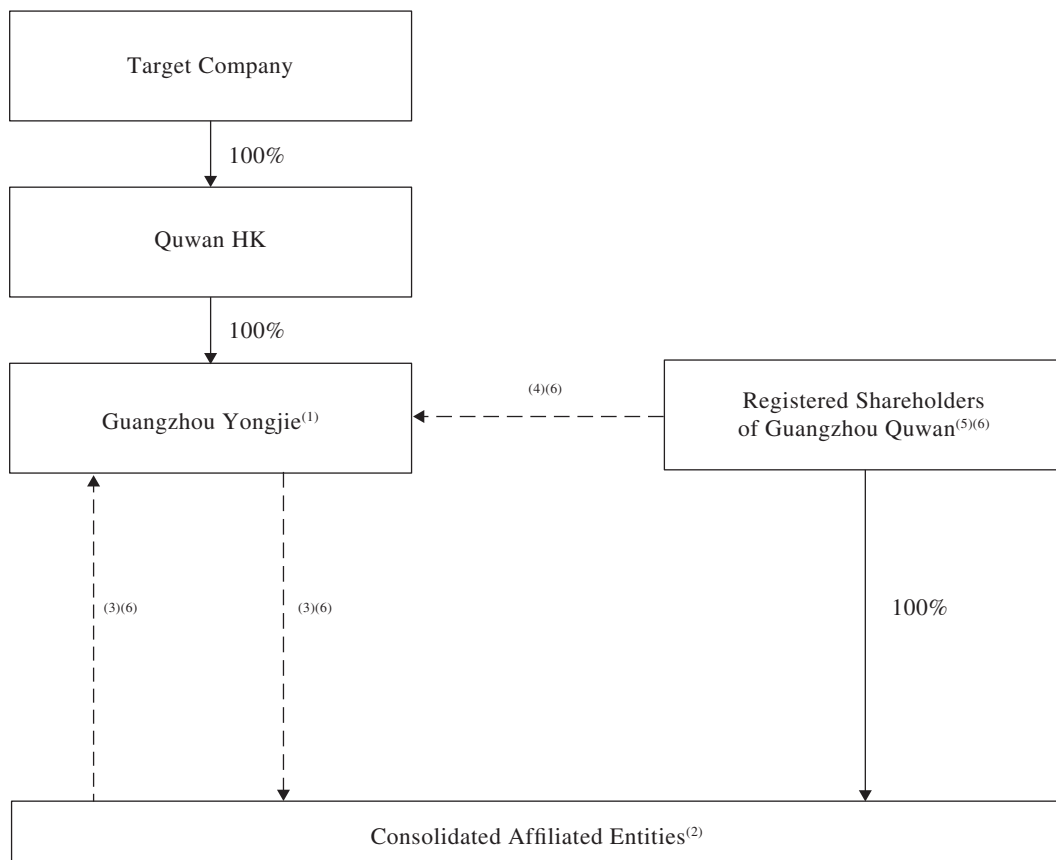 Target Company
100%
Quwan HK
100%
Guangzhou Yongjie(1)
(4)(6)
Registered Shareholders
of Guangzhou Quwan(5)(6)
(3)(6)
(3)(6)
100%
Consolidated Affiliated Entities(2)